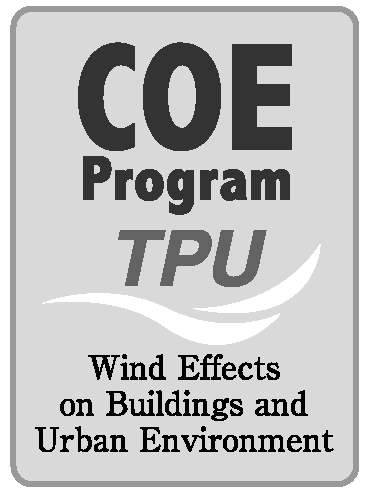 COE
Program
TPU
Wind Effects
on Buildings and
Urban Environment